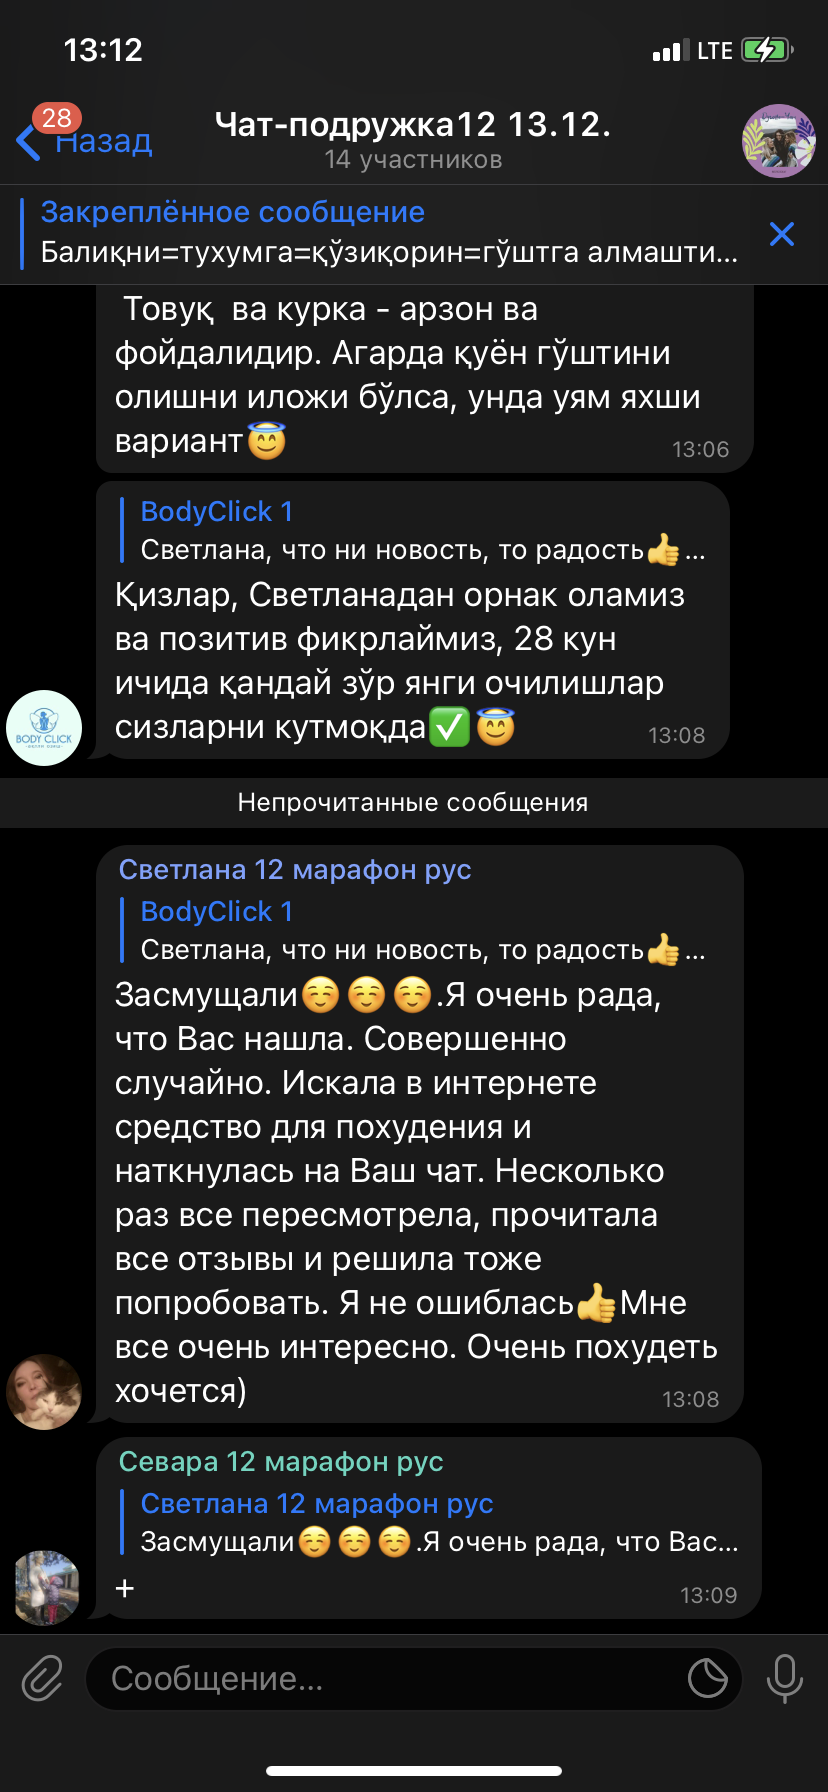 13:12
LTE
28
Назад
Чат-подружка12 13.12.
14 участников
Закреплённое сообщение
Балиқни=тухумга=қўзиқорин=гўштга алмашти...
Товуқ ва курка - арзон ва
фойдалидир. Агарда қуён гўштини
олишни иложи бўлса, унда уям яхши
вариант😇
13:06
BodyClick 1
Светлана, что ни новость, то радость👍...
Қизлар, Светланадан орнак оламиз
ва позитив фикрлаймиз, 28 кун
ичида қандай зўр янги очилишлар
сизларни кутмоқда✅😇
13:08
BODY CLICK
Непрочитанные сообщения
Светлана 12 марафон рус
BodyClick 1
Светлана, что ни новость, то радость👍...
Засмущали☺️☺️☺️.Я очень рада,
что Вас нашла. Совершенно
случайно. Искала в интернете
средство для похудения и
наткнулась на Ваш чат. Несколько
раз все пересмотрела, прочитала
все отзывы и решила тоже
попробовать. Я не ошиблась👍Мне
все очень интересно. Очень похудеть
хочется)
13:08
Севара 12 марафон рус
Светлана 12 марафон рус
Засмущали☺️☺️☺️.Я очень рада, что Вас...
+
13:09
Сообщение...